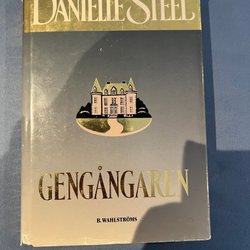 DANIELLE STEEL
GENGÅNGAREN
B. WAHLSTRÖMS